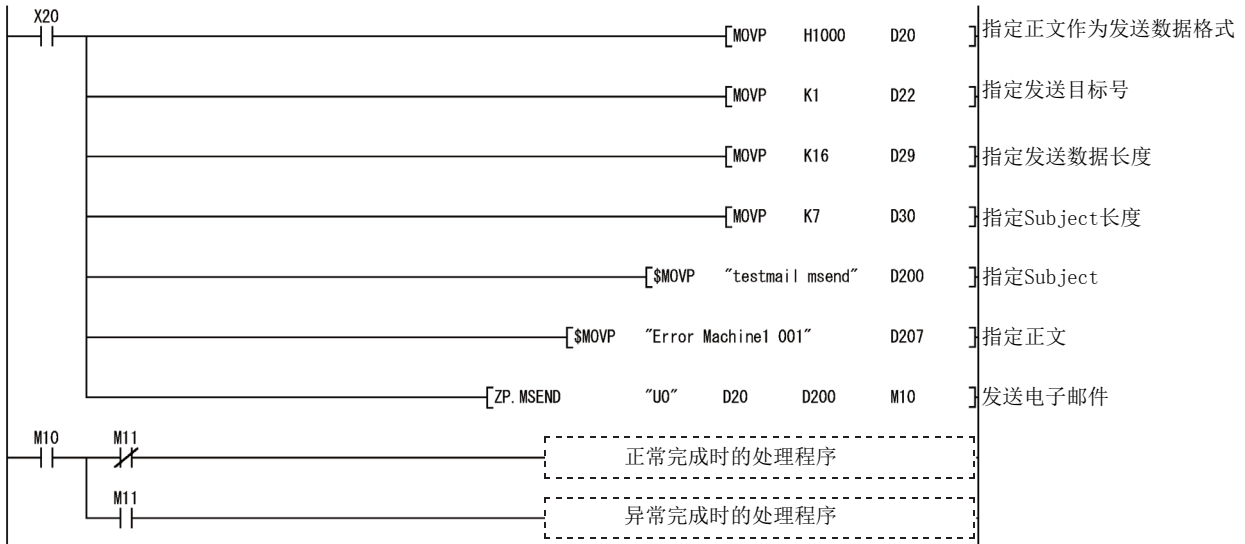 X20
[MOVP H1000 D20 ] 指定正文作为发送数据格式
[MOVP K1 D22 ] 指定发送目标号
[MOVP K16 D29 ] 指定发送数据长度
[MOVP K7 D30 ] 指定Subject长度
[$MOVP "testmail msend" D200 ] 指定Subject
[$MOVP "Error Machine1 001" D207 ] 指定正文
[ZP.MSEND "U0" D20 D200 M10 ] 发送电子邮件
M10 M11
正常完成时的处理程序
M11
异常完成时的处理程序